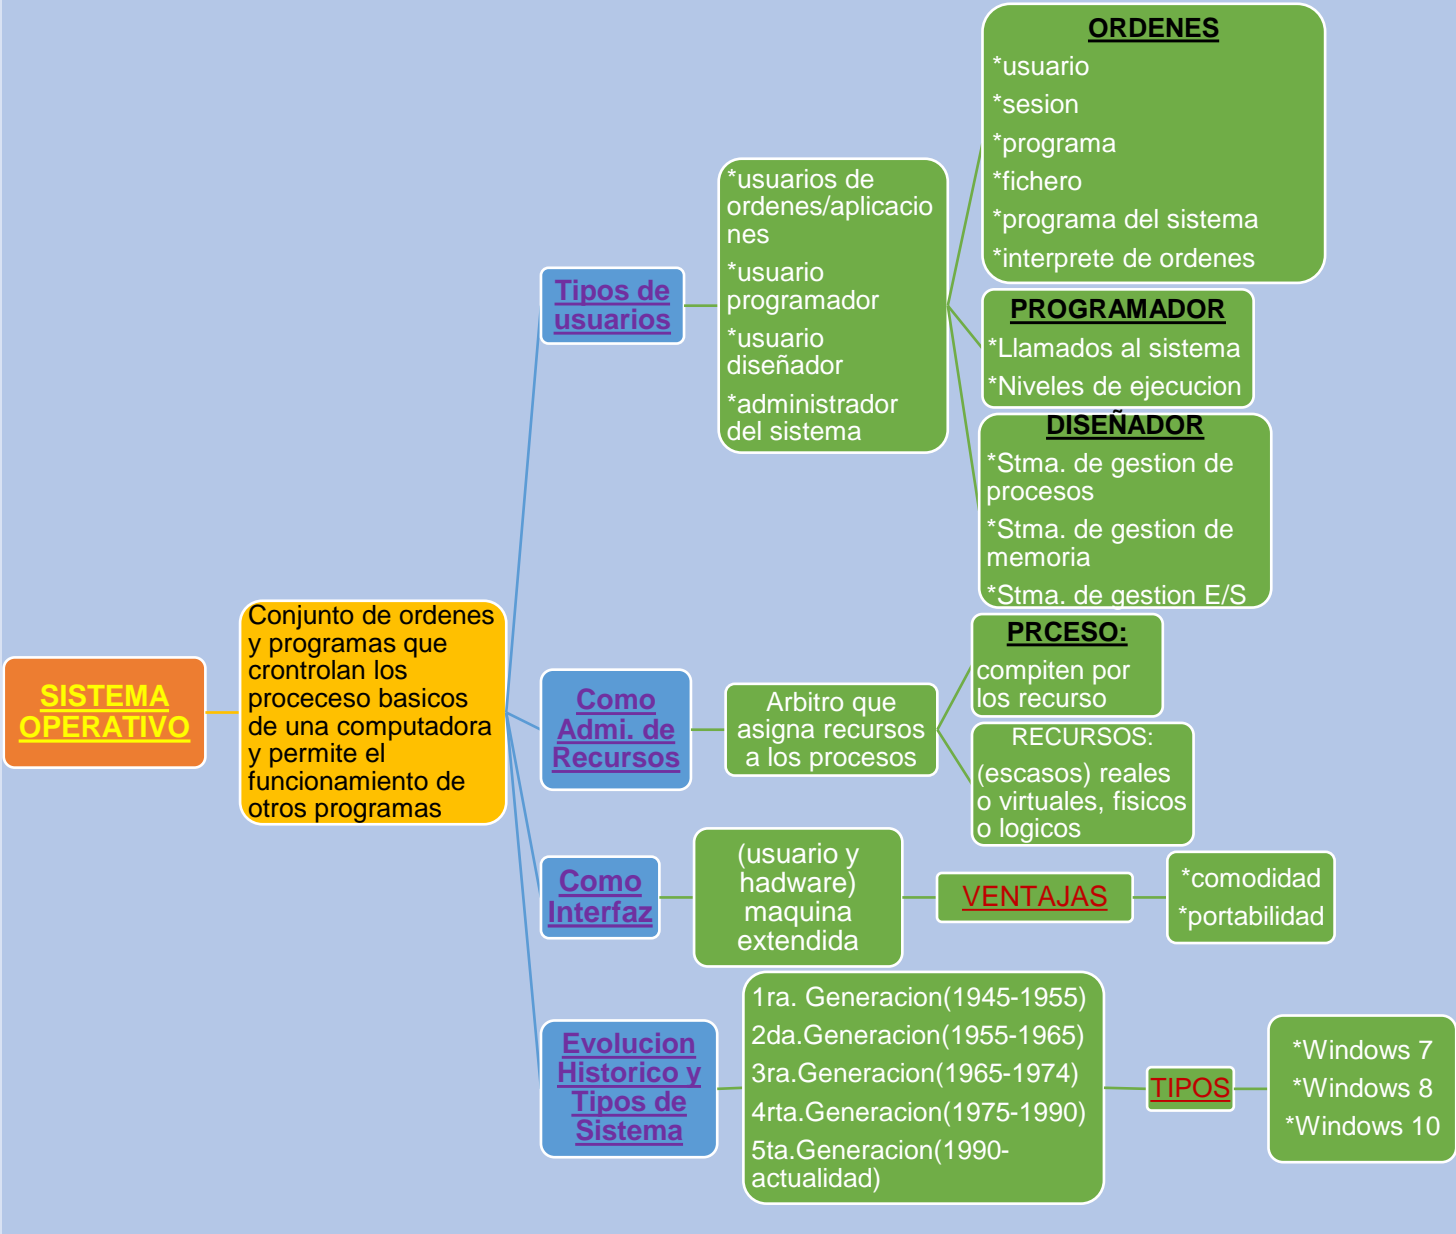 SISTEMA
OPERATIVO
Conjunto de ordenes
y programas que
crontrolan los
proceceso basicos
de una computadora
y permite el
funcionamiento de
otros programas
Tipos de
usuarios
*usuarios de
ordenes/aplicacio
nes
*usuario
programador
*usuario
diseñador
*administrador
del sistema
ORDENES
*usuario
*sesion
*programa
*fichero
*programa del sistema
*interprete de ordenes
PROGRAMADOR
*Llamados al sistema
*Niveles de ejecucion
DISEÑADOR
*Stma. de gestion de
procesos
*Stma. de gestion de
memoria
*Stma. de gestion E/S
Como
Admi. de
Recursos
Arbitro que
asigna recursos
a los procesos
PRCESO:
compiten por
los recurso
RECURSOS:
(escasos) reales
o virtuales, fisicos
o logicos
Como
Interfaz
(usuario y
hadware)
maquina
extendida
VENTAJAS
*comodidad
*portabilidad
Evolucion
Historico y
Tipos de
Sistema
1ra. Generacion(1945-1955)
2da.Generacion(1955-1965)
3ra.Generacion(1965-1974)
4rta.Generacion(1975-1990)
5ta.Generacion(1990-
actualidad)
TIPOS
*Windows 7
*Windows 8
*Windows 10